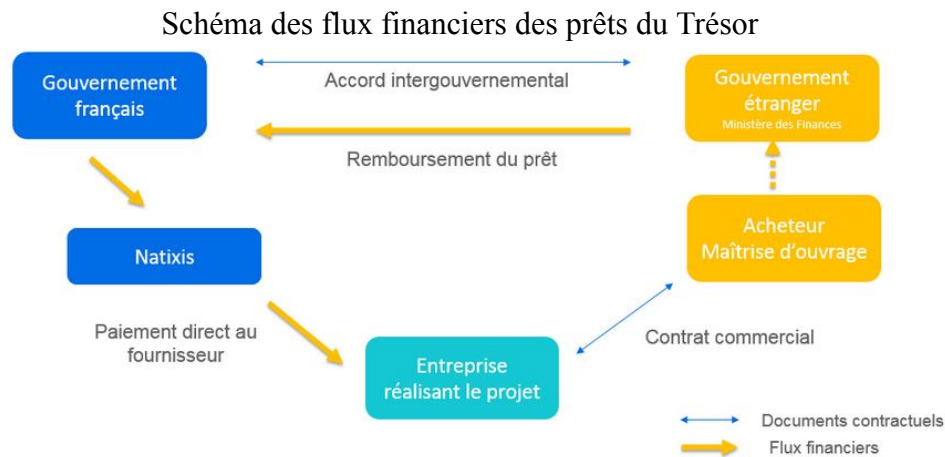 Schéma des flux financiers des prêts du Trésor
Gouvernement
français
Accord intergouvernemental
Gouvernement
étranger
Ministère des Finances
Remboursement du prêt
Natixis
Acheteur
Maîtrise d'ouvrage
Paiement direct au
fournisseur
Entreprise
réalisant le projet
Contrat commercial
Documents contractuels
Flux financiers